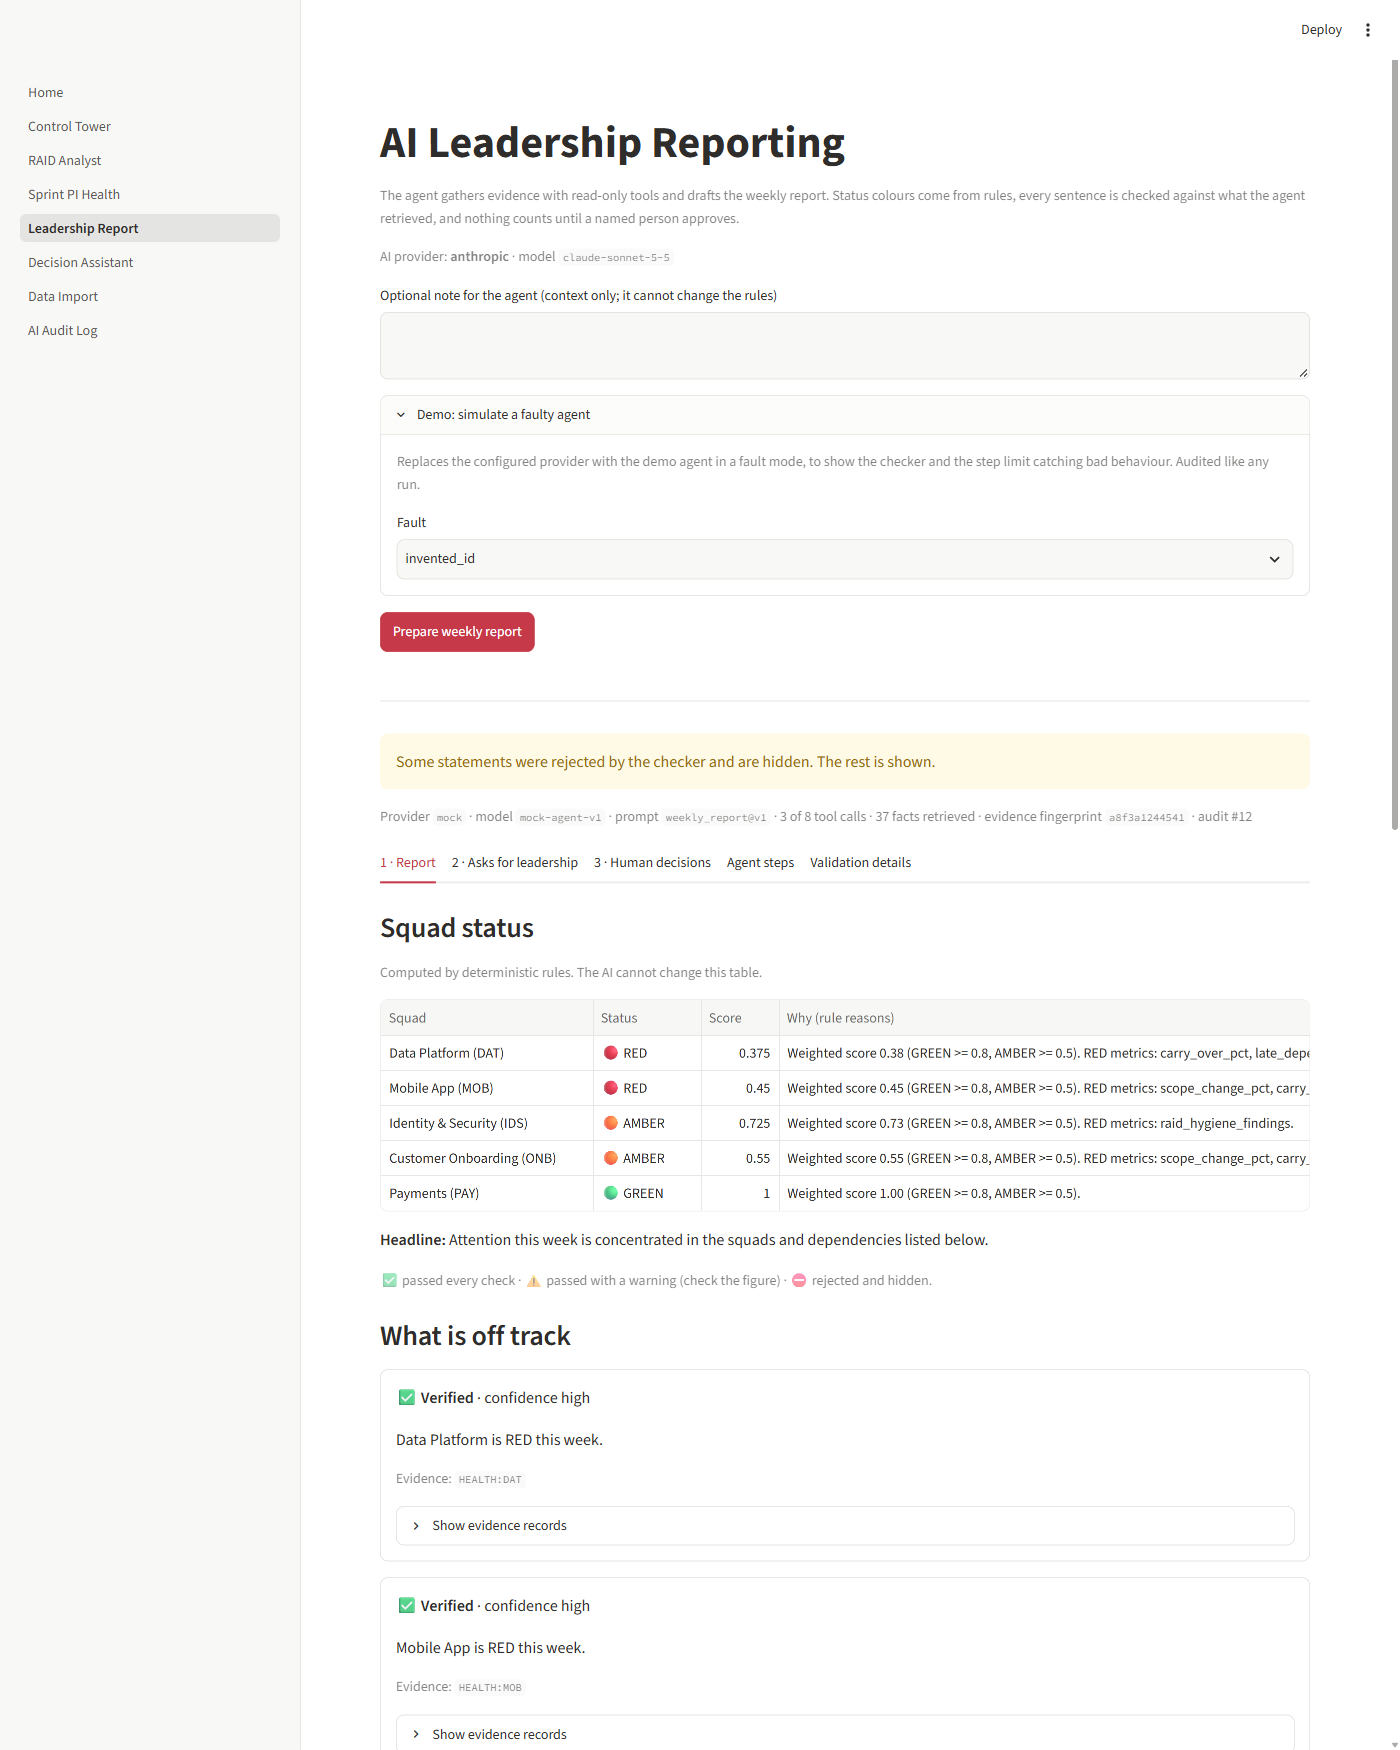 Deploy
Home
Control Tower
RAID Analyst
Sprint PI Health
Leadership Report
Decision Assistant
Data Import
AI Audit Log
AI Leadership Reporting
The agent gathers evidence with read-only tools and drafts the weekly report. Status colours come from rules, every sentence is checked against what the agent
retrieved, and nothing counts until a named person approves.
AI provider: anthropic · model claude-sonnet-5-5
Optional note for the agent (context only; it cannot change the rules)
Demo: simulate a faulty agent
Replaces the configured provider with the demo agent in a fault mode, to show the checker and the step limit catching bad behaviour. Audited like any
run.
Fault
invented_id
Prepare weekly report
Some statements were rejected by the checker and are hidden. The rest is shown.
Provider mock · model mock-agent-v1 · prompt weekly_report@v1 · 3 of 8 tool calls · 37 facts retrieved · evidence fingerprint a8f3a1244541 · audit #12
1 · Report 2 · Asks for leadership 3 · Human decisions Agent steps Validation details
Squad status
Computed by deterministic rules. The AI cannot change this table.
Squad Status Score Why (rule reasons)
Data Platform (DAT) RED 0.375 Weighted score 0.38 (GREEN >= 0.8, AMBER >= 0.5). RED metrics: carry_over_pct, late_depe
Mobile App (MOB) RED 0.45 Weighted score 0.45 (GREEN >= 0.8, AMBER >= 0.5). RED metrics: scope_change_pct, carry_
Identity & Security (IDS) AMBER 0.725 Weighted score 0.73 (GREEN >= 0.8, AMBER >= 0.5). RED metrics: raid_hygiene_findings.
Customer Onboarding (ONB) AMBER 0.55 Weighted score 0.55 (GREEN >= 0.8, AMBER >= 0.5). RED metrics: scope_change_pct, carry_
Payments (PAY) GREEN 1 Weighted score 1.00 (GREEN >= 0.8, AMBER >= 0.5).
Headline: Attention this week is concentrated in the squads and dependencies listed below.
✅ passed every check · ⚠️ passed with a warning (check the figure) · ⛔ rejected and hidden.
What is off track
✅ Verified · confidence high
Data Platform is RED this week.
Evidence: HEALTH:DAT
Show evidence records
✅ Verified · confidence high
Mobile App is RED this week.
Evidence: HEALTH:MOB
Show evidence records